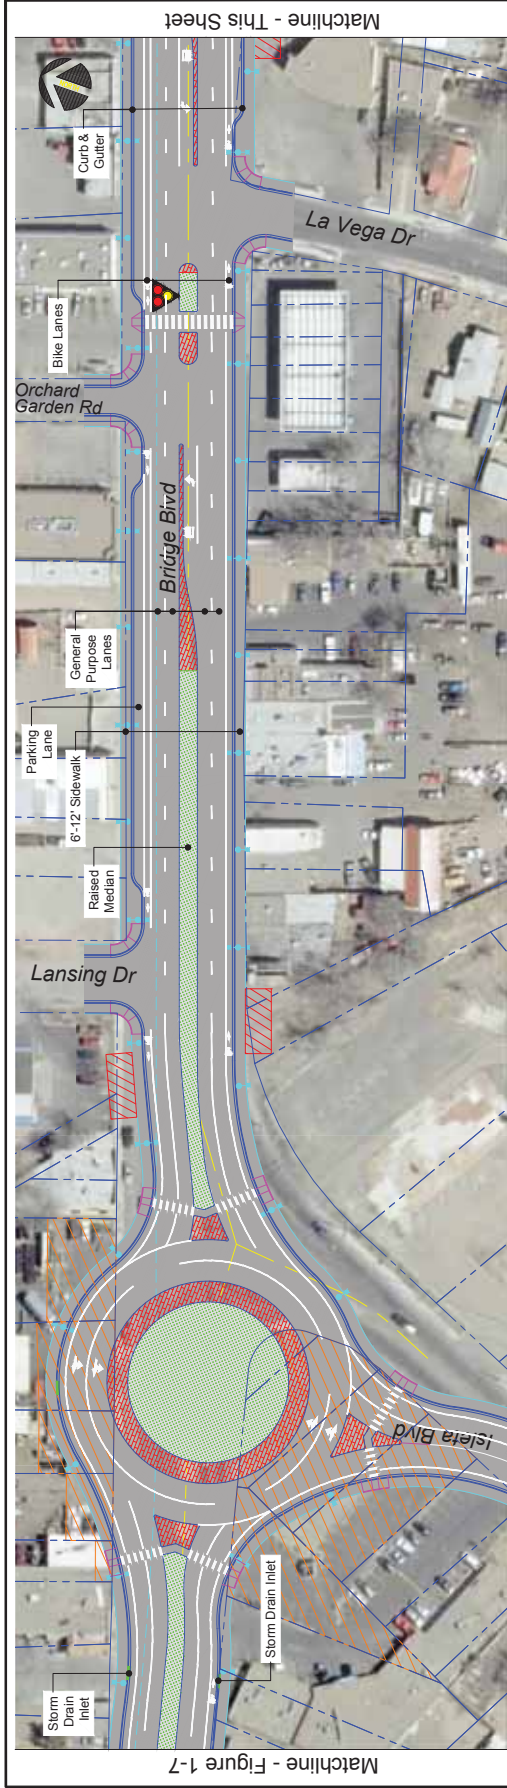 Matchline - This Sheet
Curb &
Gutter
La Vega Dr
Bike Lanes
Orchard
Garden Rd
Bridge Blvd
General
Purpose
Lanes
Parking
Lane
6'-12' Sidewalk
Raised
Median
Lansing Dr
Isleta Blvd
Storm Drain Inlet
Storm
Drain
Inlet
Matchline - Figure 1-7